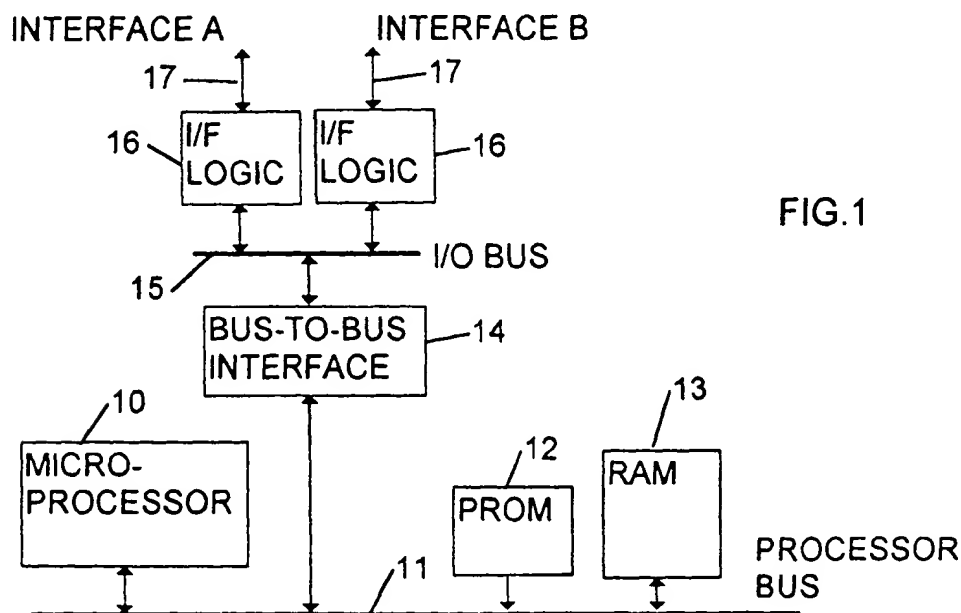 INTERFACE A
INTERFACE B
17
17
16
I/F
LOGIC
I/F
LOGIC
16
FIG.1
I/O BUS
15
BUS-TO-BUS
INTERFACE
14
10
MICRO-
PROCESSOR
12
PROM
13
RAM
11
PROCESSOR
BUS